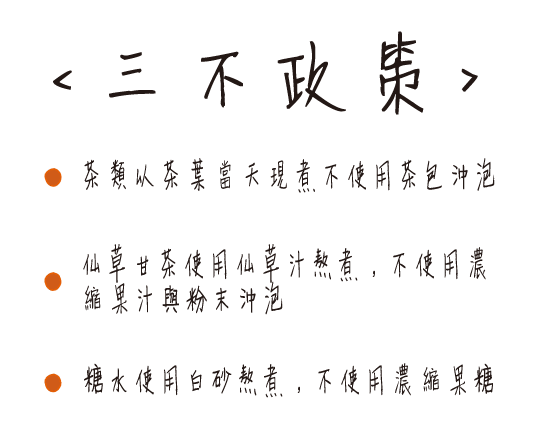 < 三不政策 >
茶類以茶葉當天現煮不使用茶包沖泡
仙草甘茶使用仙草汁熬煮，不使用濃
縮果汁與粉末沖泡
糖水使用白砂熬煮，不使用濃縮果糖